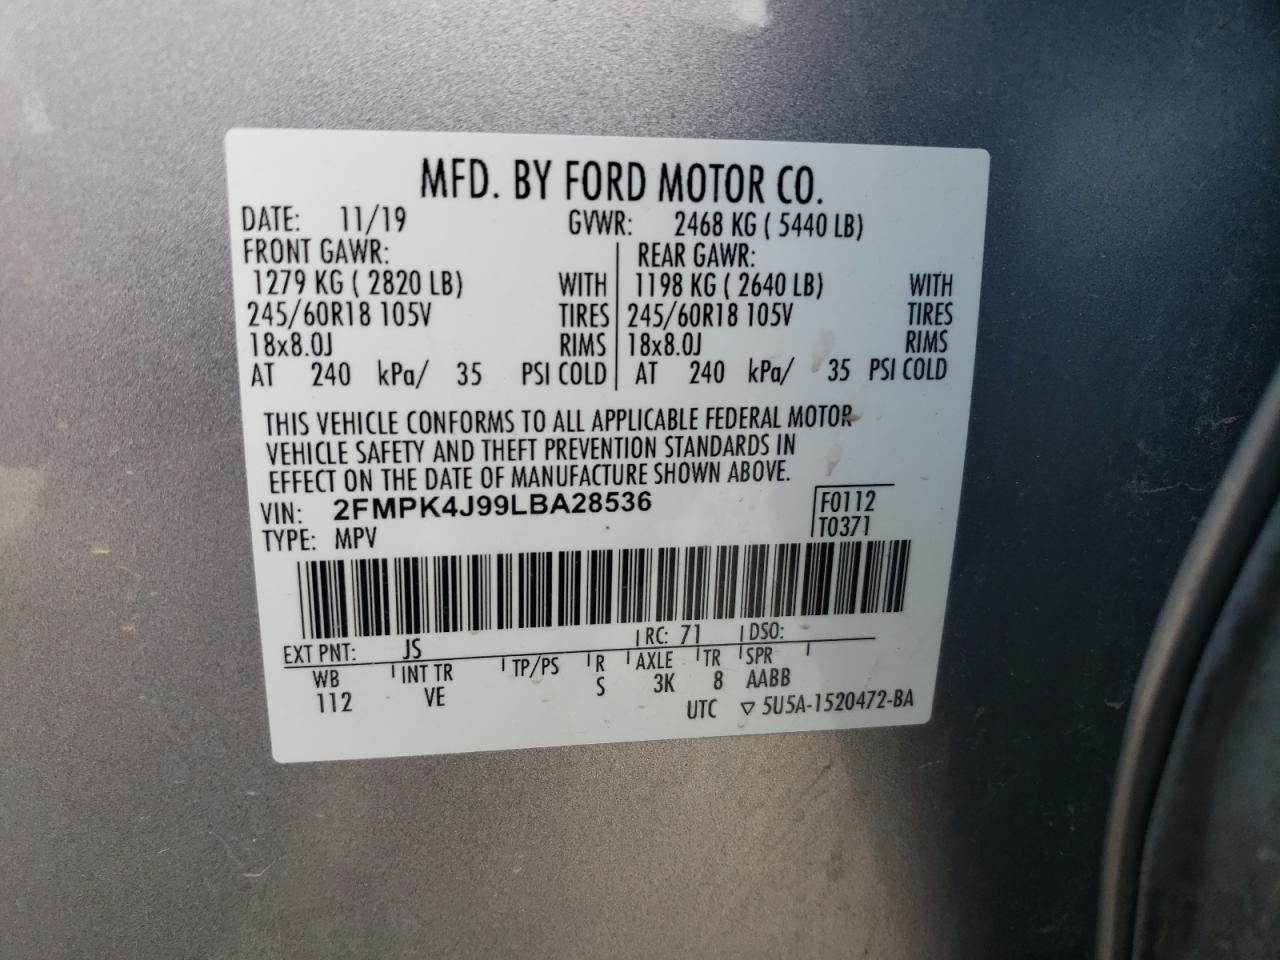 MFD. BY FORD MOTOR CO.
DATE: 11/19 GVWR: 2468 KG ( 5440 LB)
FRONT GAWR: REAR GAWR:
1279 KG ( 2820 LB) WITH 1198 KG ( 2640 LB) WITH
245/60R18 105V TIRES 245/60R18 105V TIRES
18x8.0J RIMS 18x8.0J RIMS
AT 240 kPa/ 35 PSI COLD AT 240 kPa/ 35 PSI COLD
THIS VEHICLE CONFORMS TO ALL APPLICABLE FEDERAL MOTOR
VEHICLE SAFETY AND THEFT PREVENTION STANDARDS IN
EFFECT ON THE DATE OF MANUFACTURE SHOWN ABOVE.
VIN: 2FMPK4J99LBA28536 F0112
TYPE: MPV T0371
EXT PNT: JS RC: 71 DSO:
WB INT TR TP/PS R AXLE TR SPR
112 VE S 3K 8 AABB
UTC ▽ 5U5A-1520472-BA